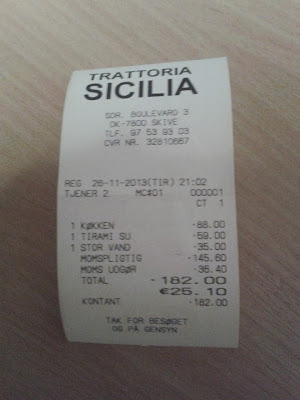 TRATTORIA
SICILIA
SDR. BOULEVARD 3
DK-7800 SKIVE
TLF. 97 53 93 03
CVR NR. 32810667
REG 26-11-2013(TIR) 21:02
TJENER 2 MC#01 000001
CT 1
1 KØKKEN ·88.00
1 TIRAMI SU ·59.00
1 STOR VAND ·35.00
MOMSPLIGTIG ·145.60
MOMS UDGØR ·36.40
TOTAL ·182.00
€25.10
KONTANT ·182.00
TAK FOR BESØGET
OG PÅ GENSYN